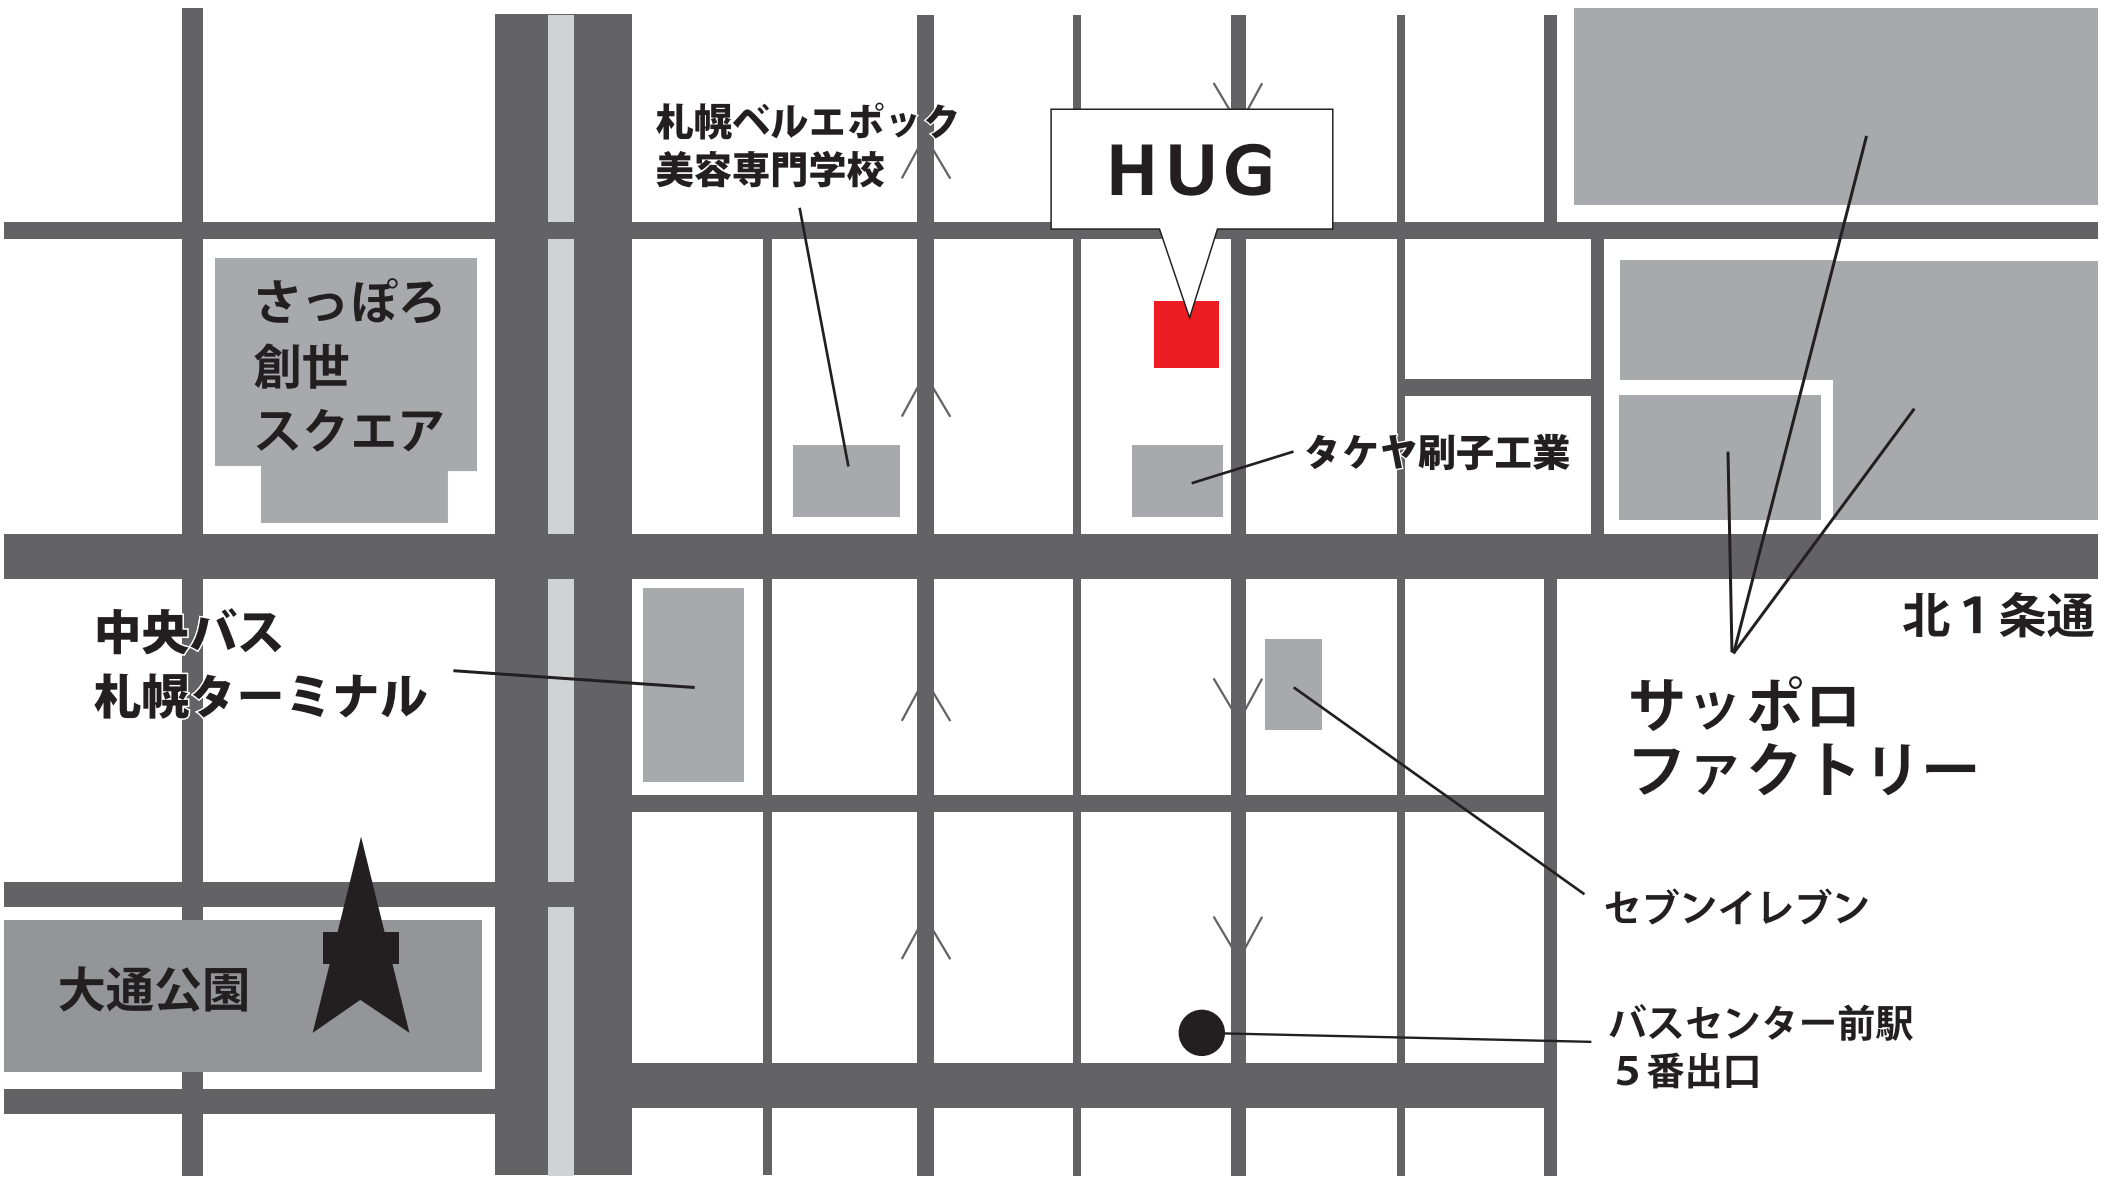 札幌ベルエポック
美容専門学校
HUG
さっぽろ
創世
スクエア
タケヤ刷子工業
中央バス
札幌ターミナル
北１条通
サッポロ
ファクトリー
セブンイレブン
大通公園
バスセンター前駅
５番出口